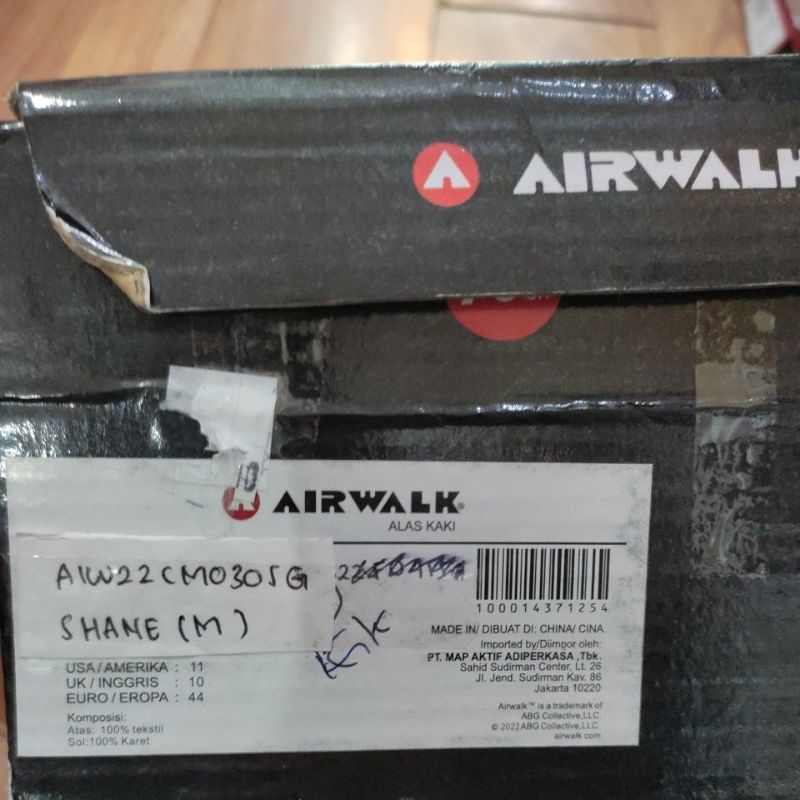 AIRWALK
AIRWALK®
ALAS KAKI
AIW22CM0305G
SHANE (M)
100014371254
MADE IN/ DIBUAT DI: CHINA/ CINA
Imported by/Diimpor oleh:
PT. MAP AKTIF ADIPERKASA ,Tbk.
Sahid Sudirman Center, Lt. 26
Jl. Jend. Sudirman Kav. 86
Jakarta 10220
USA/AMERIKA : 11
UK / INGGRIS : 10
EURO / EROPA : 44
Komposisi:
Atas: 100% tekstil
Sol:100% Karet
Airwalk™ is a trademark of
ABG Collective,LLC.
© 2022 ABG Collective,LLC.
airwalk.com